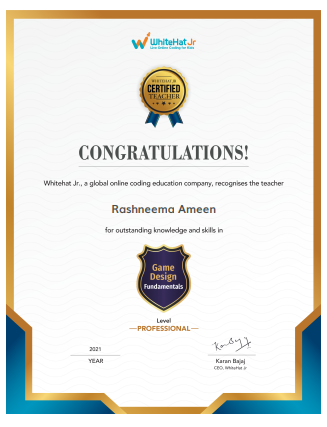 WhiteHat Jr
Live Online Coding for Kids
WHITEHAT JR
CERTIFIED
TEACHER
CONGRATULATIONS!
Whitehat Jr., a global online coding education company, recognises the teacher
Rashneema Ameen
for outstanding knowledge and skills in
Game
Design
Fundamentals
Level
PROFESSIONAL
2021
YEAR
Karan Bajaj
CEO, WhiteHat Jr